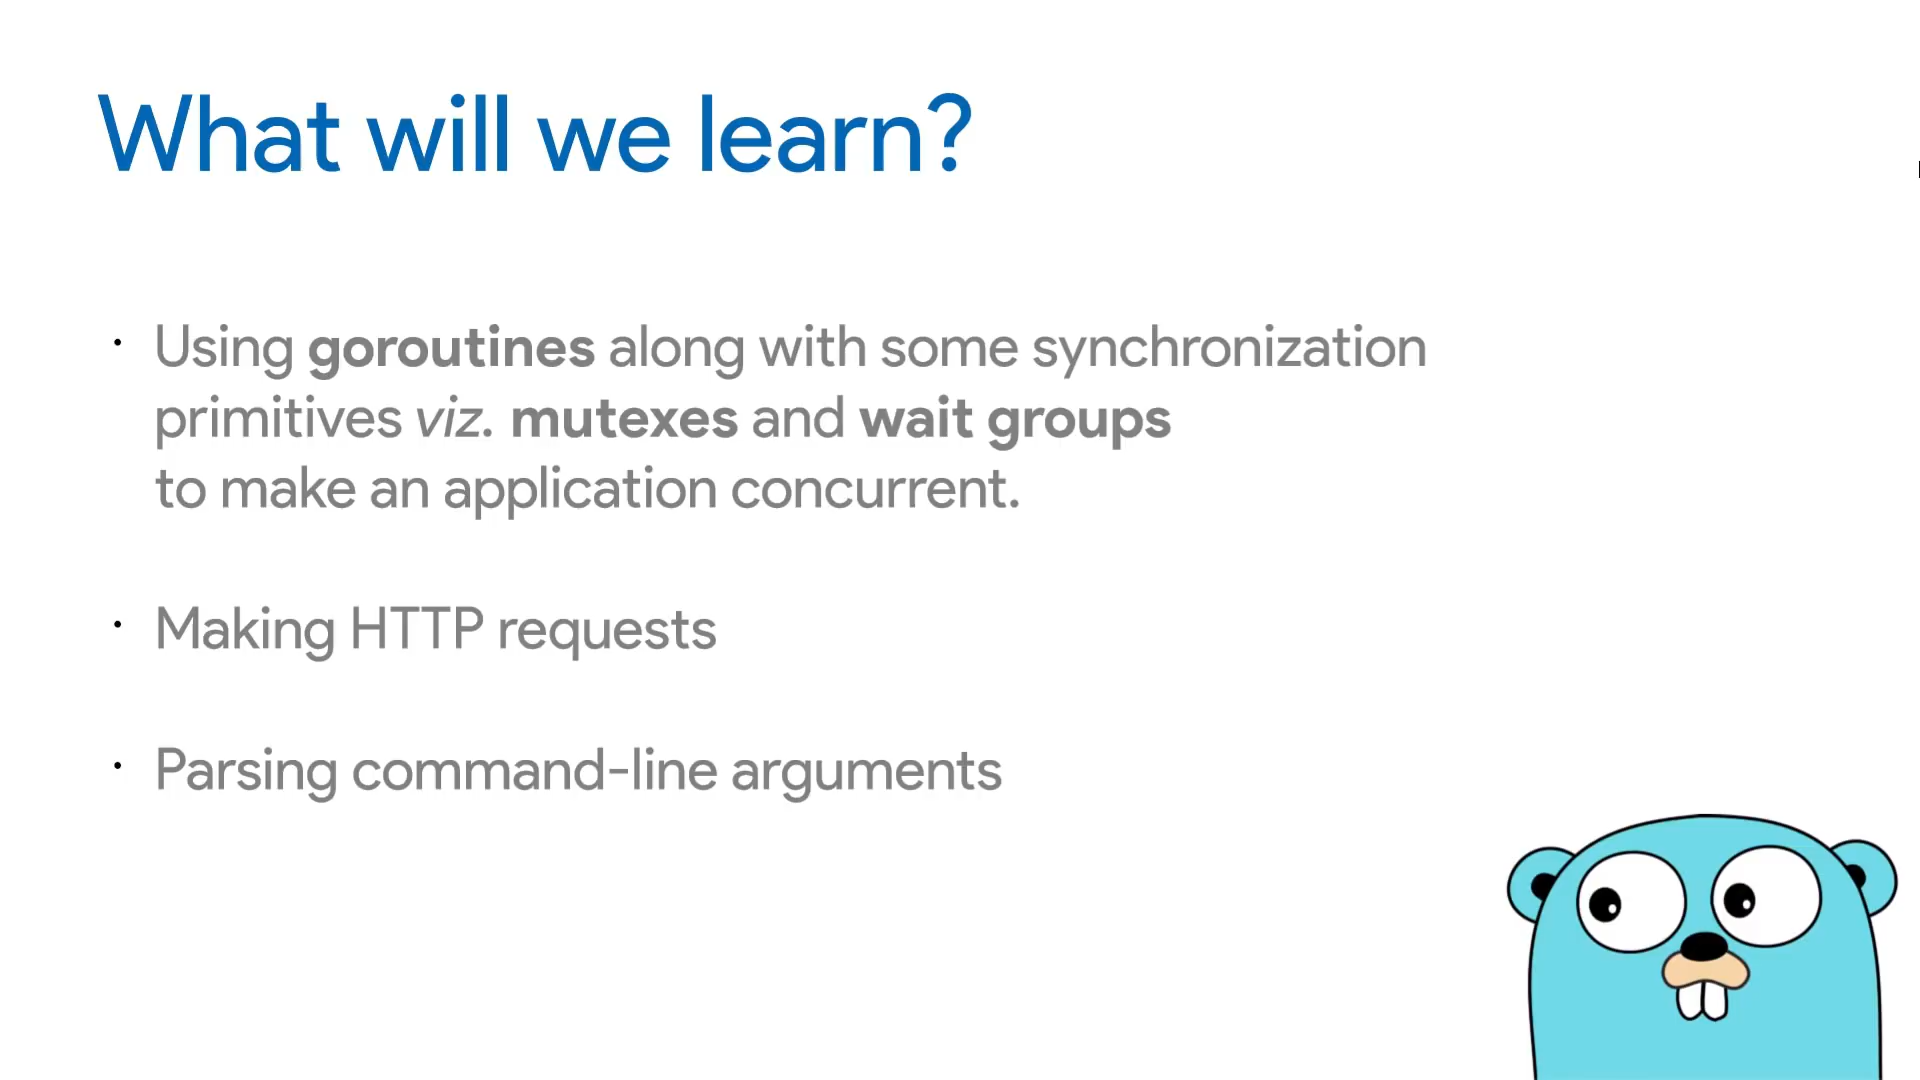 What will we learn?
• Using goroutines along with some synchronization
primitives viz. mutexes and wait groups
to make an application concurrent.
• Making HTTP requests
• Parsing command-line arguments